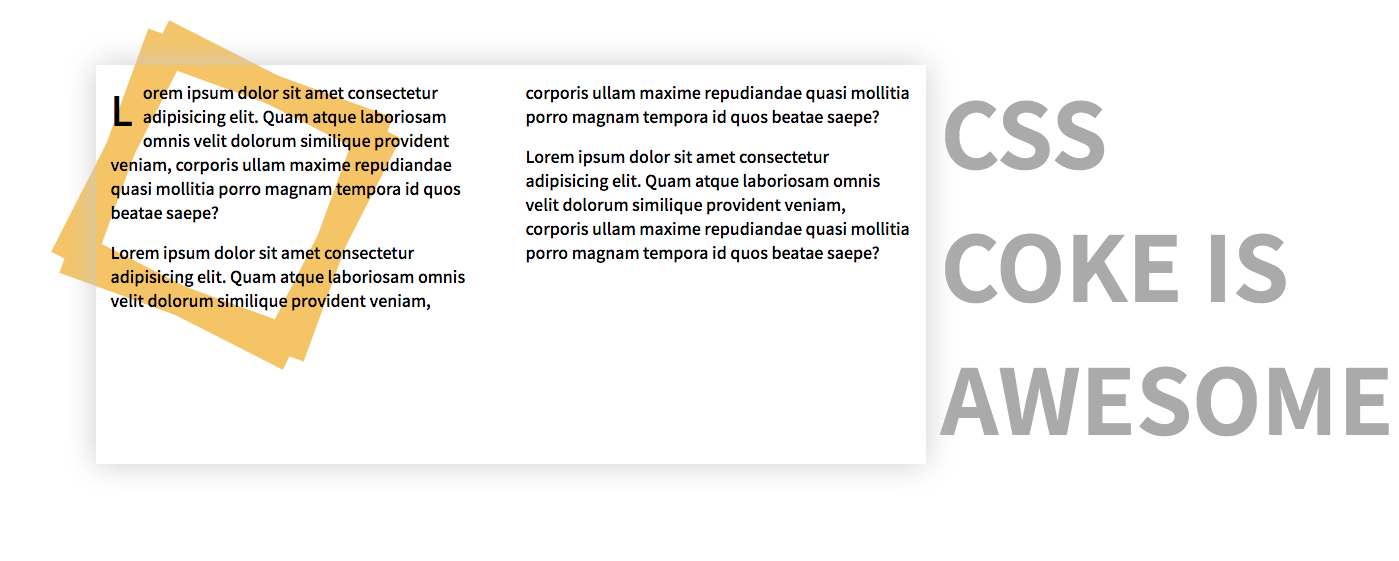 Lorem ipsum dolor sit amet consectetur
adipisicing elit. Quam atque laboriosam
omnis velit dolorum similique provident
veniam, corporis ullam maxime repudiandae
quasi mollitia porro magnam tempora id quos
beatae saepe?
Lorem ipsum dolor sit amet consectetur
adipisicing elit. Quam atque laboriosam omnis
velit dolorum similique provident veniam,
corporis ullam maxime repudiandae quasi mollitia
porro magnam tempora id quos beatae saepe?
Lorem ipsum dolor sit amet consectetur
adipisicing elit. Quam atque laboriosam omnis
velit dolorum similique provident veniam,
corporis ullam maxime repudiandae quasi mollitia
porro magnam tempora id quos beatae saepe?
CSS
COKE IS
AWESOME